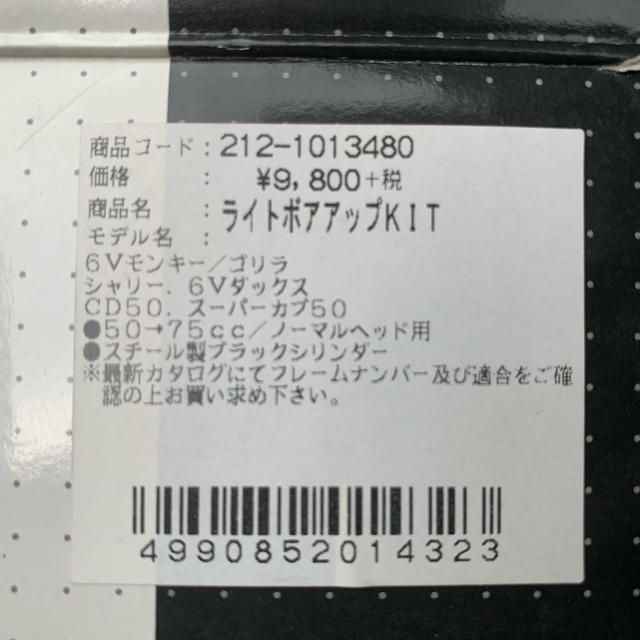 商品コード : 212-1013480
価格 : ¥9,800+税
商品名 : ライトボアアップKIT
モデル名 :
6Vモンキー/ゴリラ
シャリー.6Vダックス
CD50.スーパーカブ50
●50→75cc/ノーマルヘッド用
●スチール製ブラックシリンダー
※最新カタログにてフレームナンバー及び適合をご確
認の上お買い求め下さい。
4990852014323